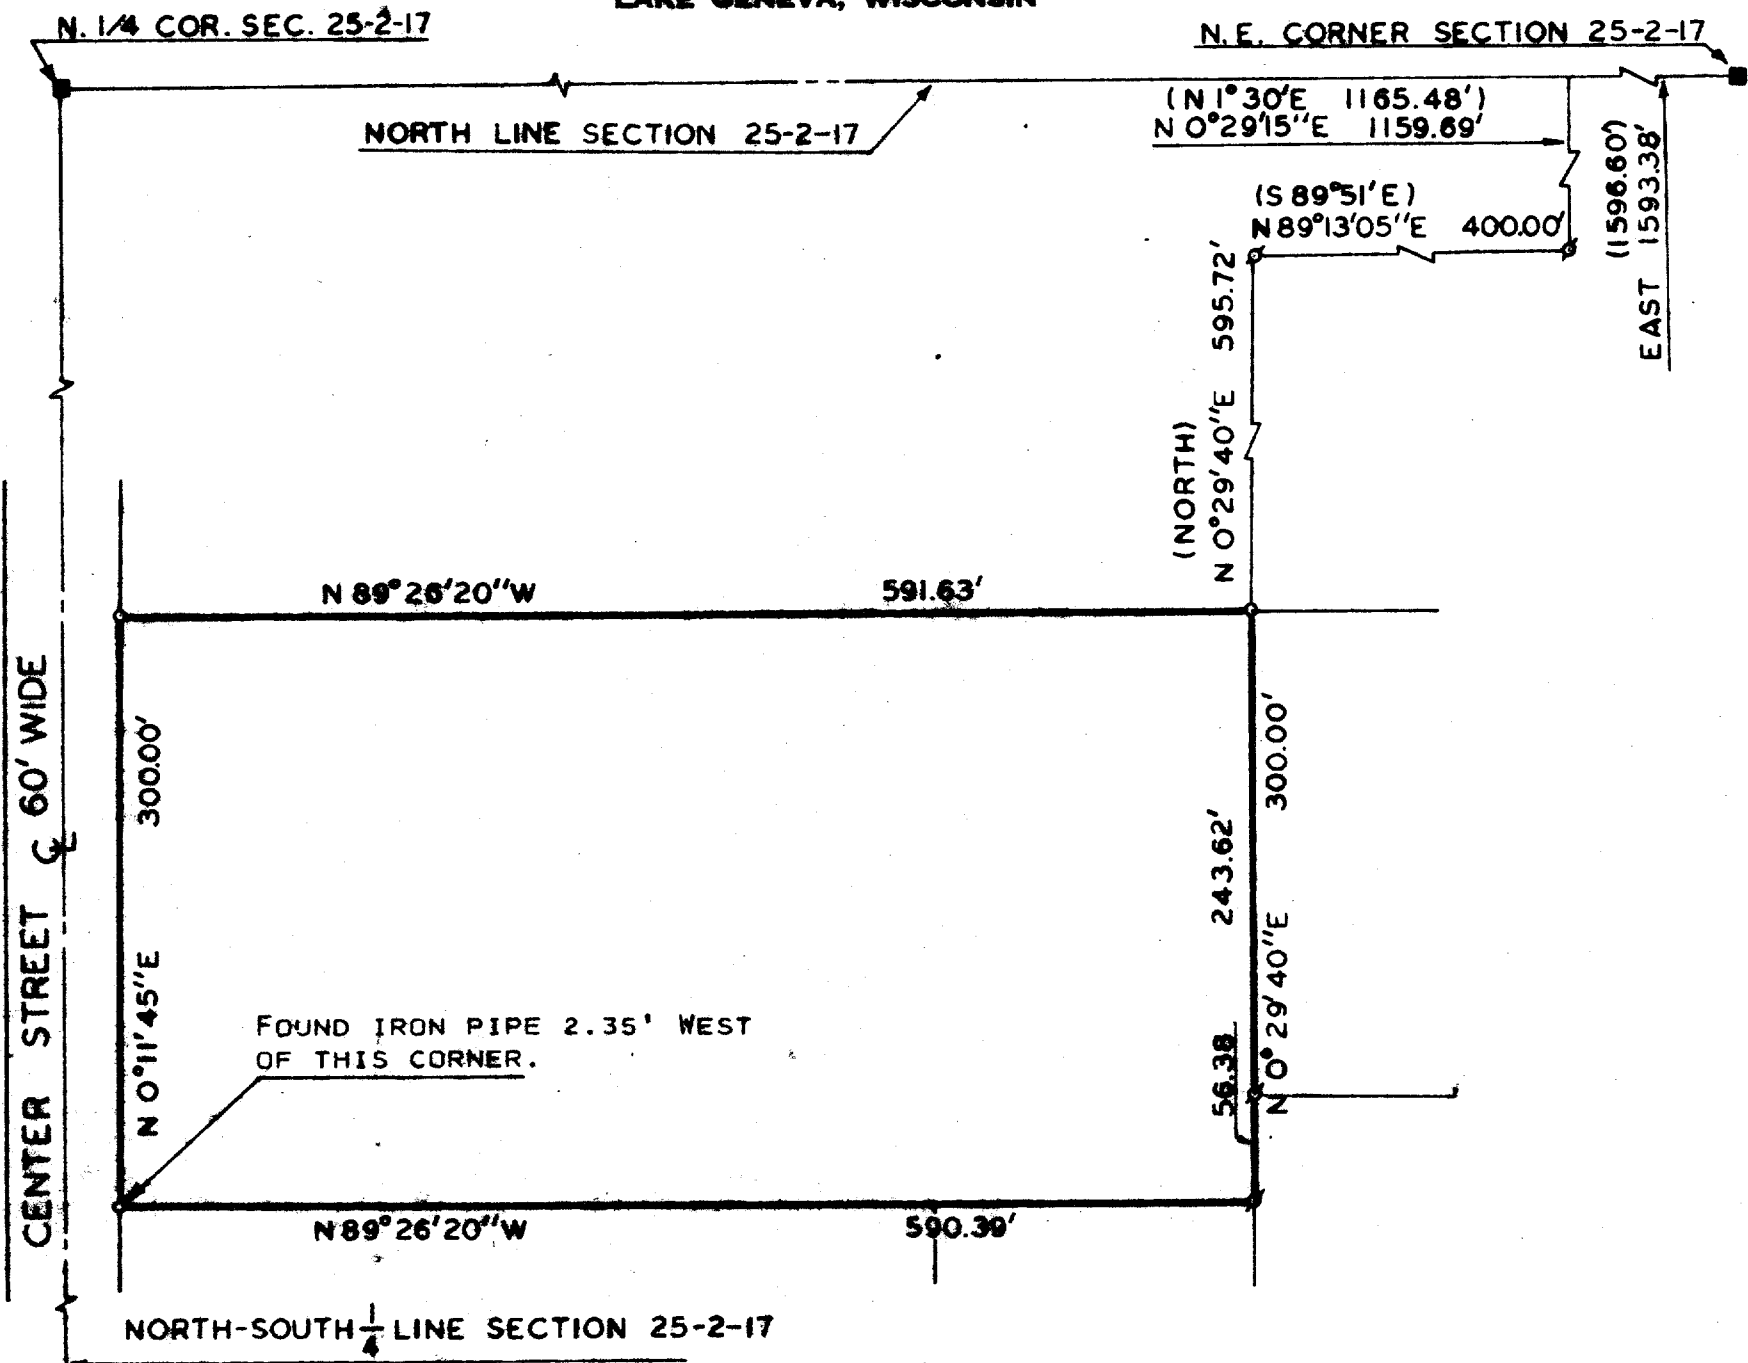 LAKE GENEVA, WISCONSIN
N. 1/4 COR. SEC. 25-2-17
N.E. CORNER SECTION 25-2-17
(N 1°30'E 1165.48')
N 0°29'15"E 1159.69'
NORTH LINE SECTION 25-2-17
(1596.60')
EAST 1593.38'
(S 89°51'E)
N 89°13'05"E 400.00'
(NORTH)
N 0°29'40"E 595.72'
N 89°26'20"W 591.63'
CENTER STREET ℄ 60' WIDE
N 0°11'45"E 300.00'
243.62'
N 0°29'40"E 300.00'
56.38
FOUND IRON PIPE 2.35' WEST
OF THIS CORNER.
N 89°26'20"W 590.39'
NORTH-SOUTH 1/4 LINE SECTION 25-2-17